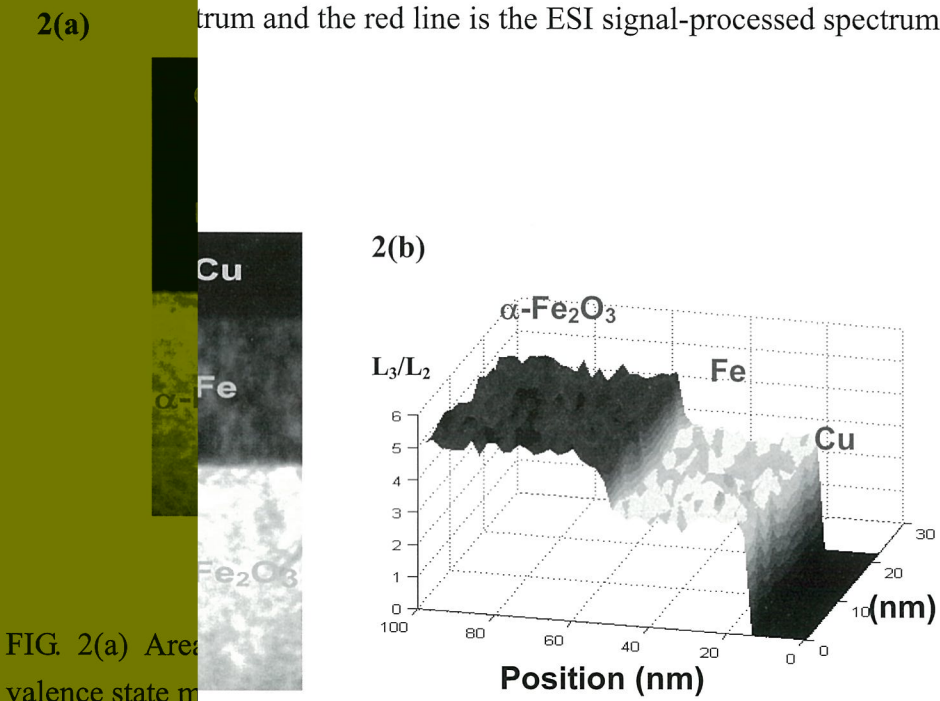 2(a)
trum and the red line is the ESI signal-processed spectrum
Cu
Fe
α-
Fe₂O₃
2(b)
α-Fe₂O₃
Fe
Cu
L₃/L₂
6
5
4
3
2
1
0
100
80
60
40
20
0
0
10
20
30
(nm)
Position (nm)
FIG. 2(a) Area
valence state m